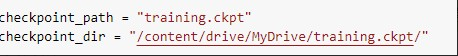 checkpoint_path = "training.ckpt"
checkpoint_dir = "/content/drive/MyDrive/training.ckpt/"